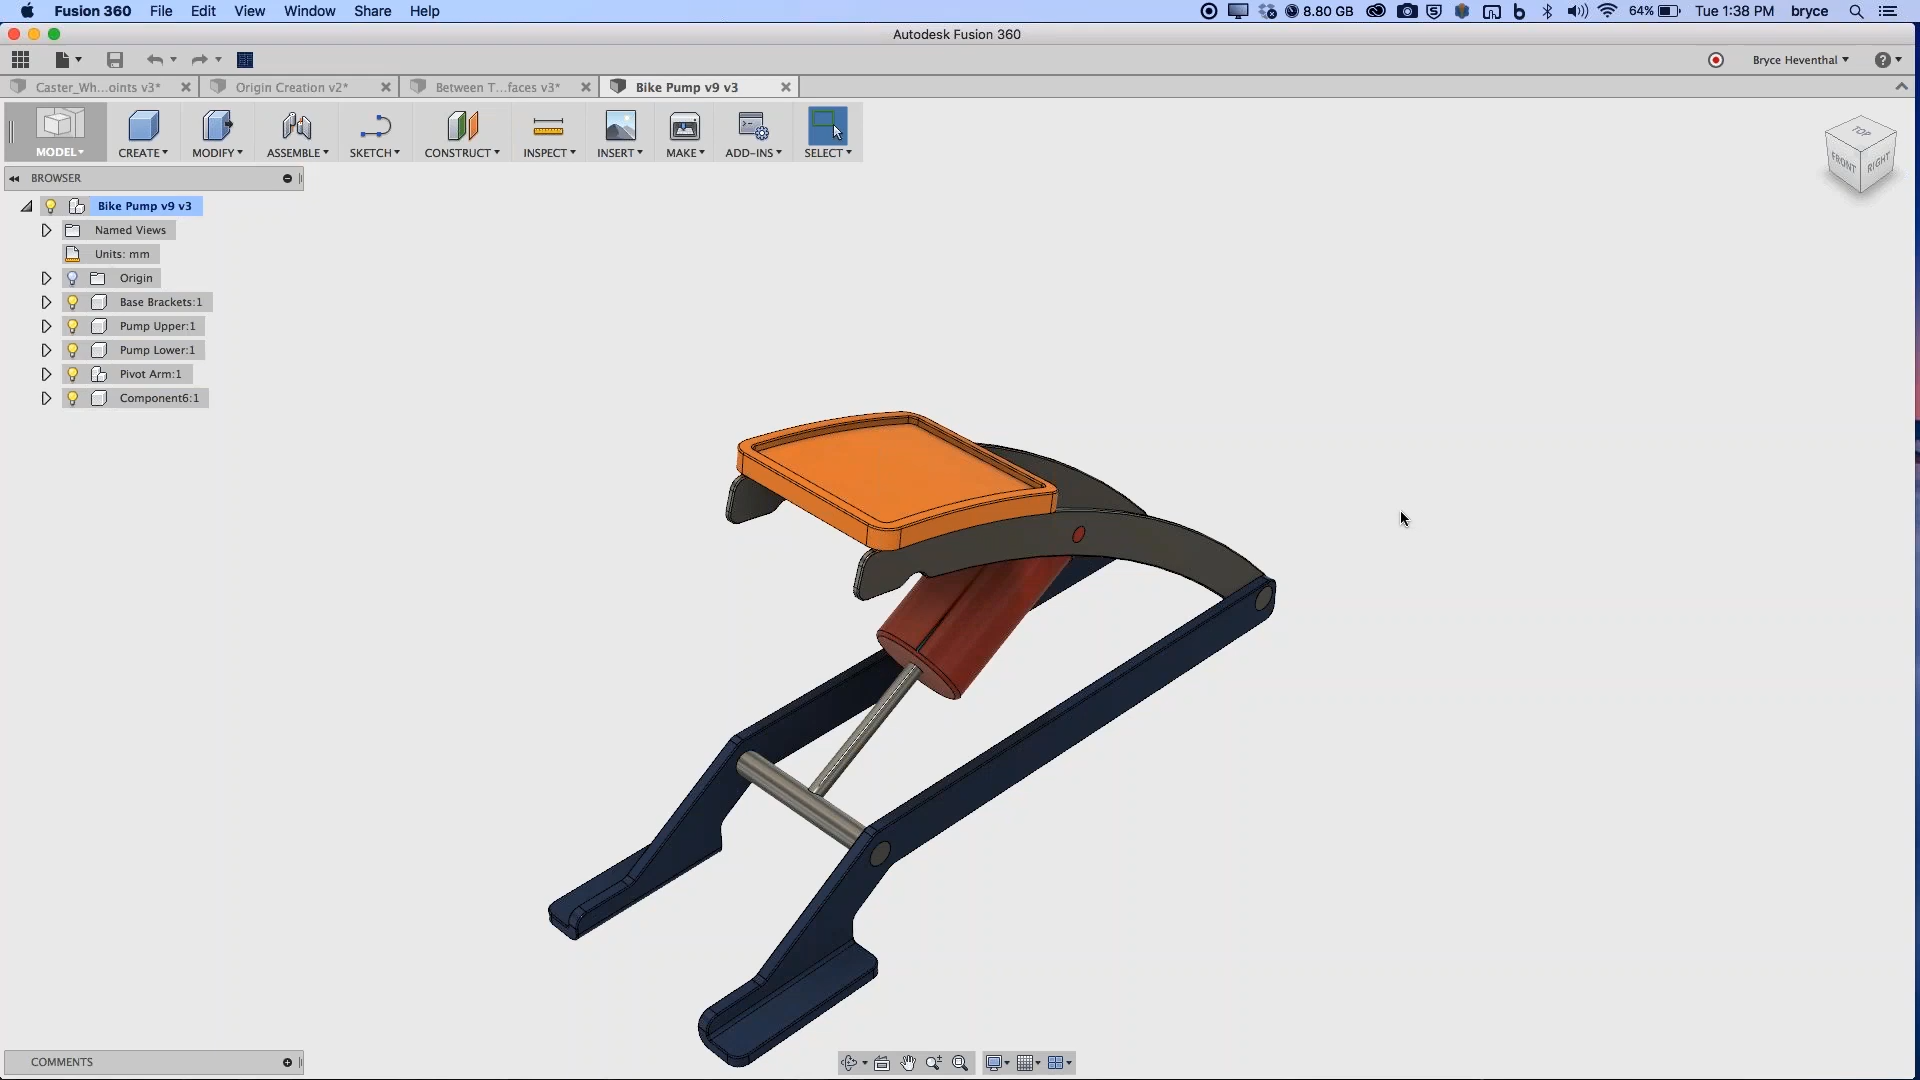 Fusion 360 File Edit View Window Share Help 8.80 GB 64% Tue 1:38 PM bryce
Autodesk Fusion 360
Bryce Heventhal
Caster_Wh...oints v3* Origin Creation v2* Between T...faces v3* Bike Pump v9 v3
MODEL CREATE MODIFY ASSEMBLE SKETCH CONSTRUCT INSPECT INSERT MAKE ADD-INS SELECT
TOP
FRONT RIGHT
BROWSER
Bike Pump v9 v3
Named Views
Units: mm
Origin
Base Brackets:1
Pump Upper:1
Pump Lower:1
Pivot Arm:1
Component6:1
COMMENTS